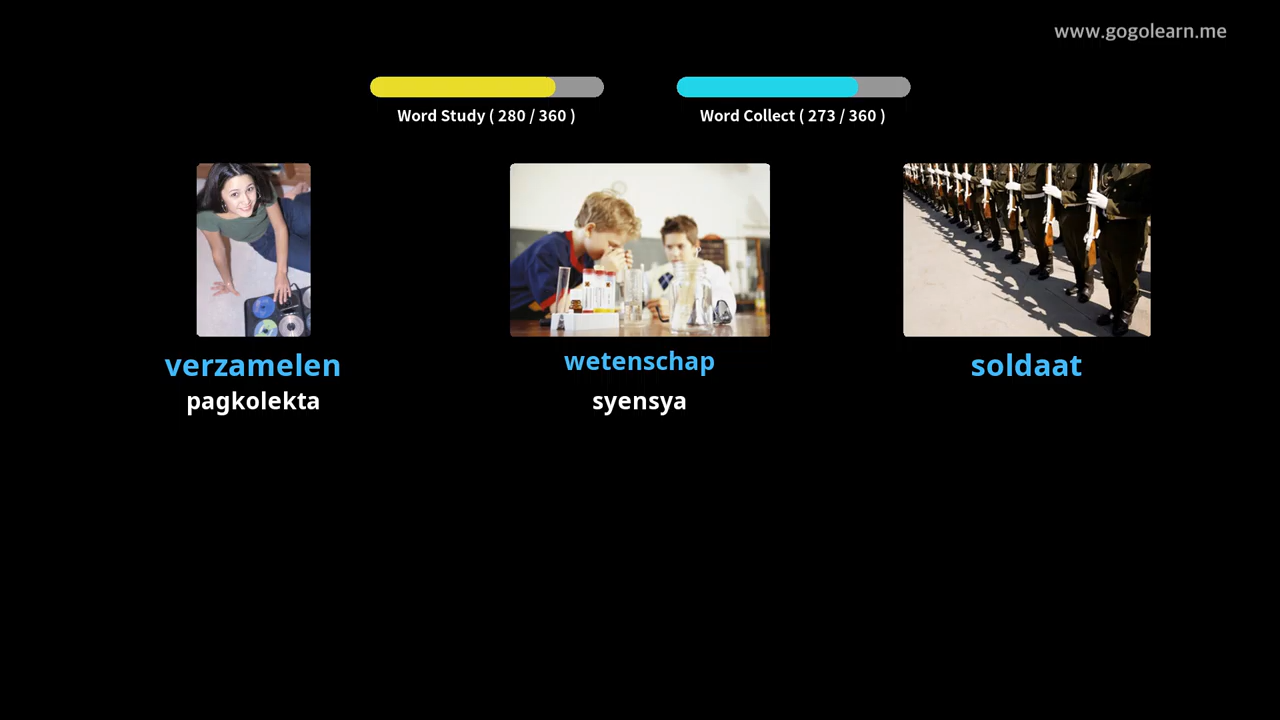 www.gogolearn.me
Word Study ( 280 / 360 )
Word Collect ( 273 / 360 )
verzamelen
pagkolekta
wetenschap
syensya
soldaat